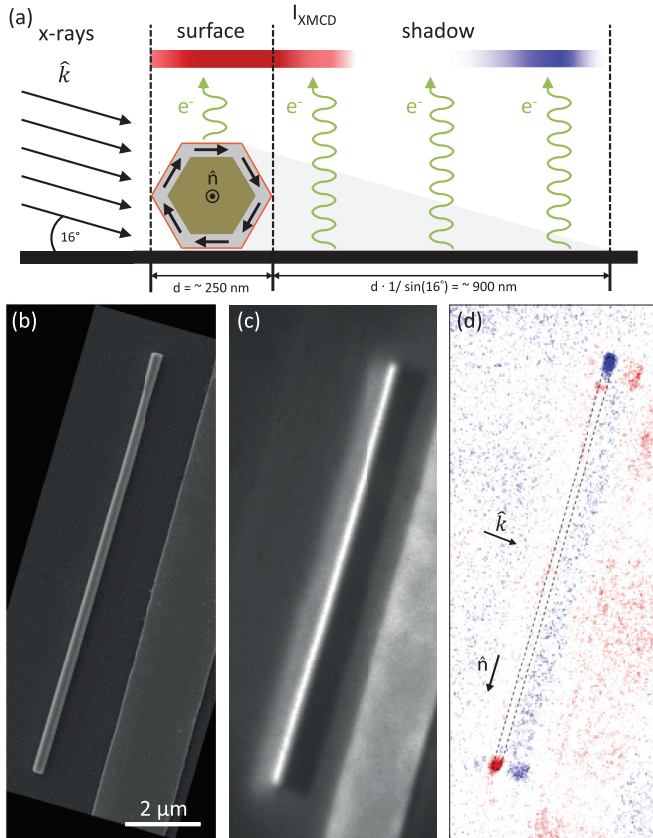 (a)
I_XMCD
x-rays
surface
shadow
k̂
e⁻
e⁻
e⁻
e⁻
n̂
16°
d = ~ 250 nm
d · 1/ sin(16°) = ~ 900 nm
(b)
(c)
(d)
k̂
n̂
2 µm